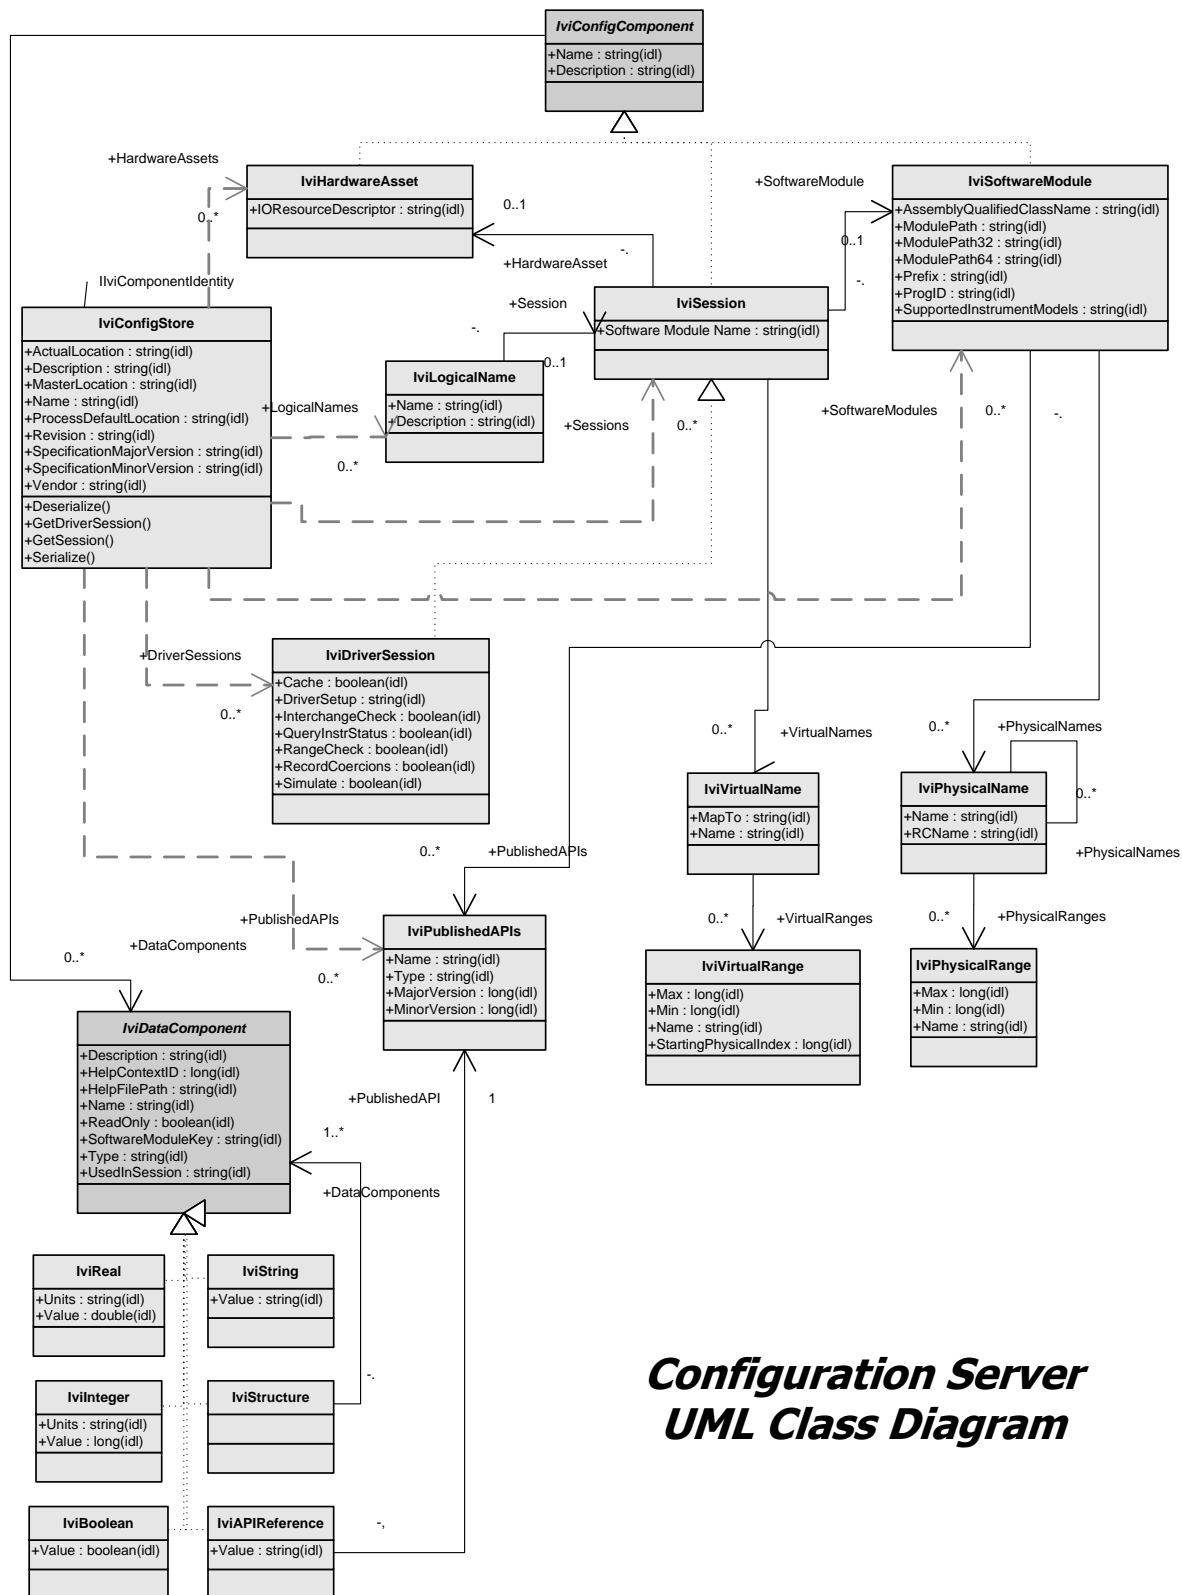 IviConfigComponent
+Name : string(idl)
+Description : string(idl)
+HardwareAssets
0..*
IviHardwareAsset
+IOResourceDescriptor : string(idl)
0..1
-.
+HardwareAsset
+SoftwareModule
0..1
-.
IviSoftwareModule
+AssemblyQualifiedClassName : string(idl)
+ModulePath : string(idl)
+ModulePath32 : string(idl)
+ModulePath64 : string(idl)
+Prefix : string(idl)
+ProgID : string(idl)
+SupportedInstrumentModels : string(idl)
IIviComponentIdentity
IviConfigStore
+ActualLocation : string(idl)
+Description : string(idl)
+MasterLocation : string(idl)
+Name : string(idl)
+ProcessDefaultLocation : string(idl)
+Revision : string(idl)
+SpecificationMajorVersion : string(idl)
+SpecificationMinorVersion : string(idl)
+Vendor : string(idl)
+Deserialize()
+GetDriverSession()
+GetSession()
+Serialize()
+Session
-.
0..1
IviSession
+Software Module Name : string(idl)
IviLogicalName
+Name : string(idl)
+Description : string(idl)
+LogicalNames
0..*
+Sessions
0..*
+SoftwareModules
0..*
-.
+DriverSessions
0..*
IviDriverSession
+Cache : boolean(idl)
+DriverSetup : string(idl)
+InterchangeCheck : boolean(idl)
+QueryInstrStatus : boolean(idl)
+RangeCheck : boolean(idl)
+RecordCoercions : boolean(idl)
+Simulate : boolean(idl)
0..*
+VirtualNames
0..*
+PhysicalNames
IviVirtualName
+MapTo : string(idl)
+Name : string(idl)
IviPhysicalName
+Name : string(idl)
+RCName : string(idl)
0..*
+PhysicalNames
0..*
+PublishedAPIs
0..*
+VirtualRanges
0..*
+PhysicalRanges
+PublishedAPIs
0..*
IviPublishedAPIs
+Name : string(idl)
+Type : string(idl)
+MajorVersion : long(idl)
+MinorVersion : long(idl)
IviVirtualRange
+Max : long(idl)
+Min : long(idl)
+Name : string(idl)
+StartingPhysicalIndex : long(idl)
IviPhysicalRange
+Max : long(idl)
+Min : long(idl)
+Name : string(idl)
0..*
+DataComponents
IviDataComponent
+Description : string(idl)
+HelpContextID : long(idl)
+HelpFilePath : string(idl)
+Name : string(idl)
+ReadOnly : boolean(idl)
+SoftwareModuleKey : string(idl)
+Type : string(idl)
+UsedInSession : string(idl)
+PublishedAPI
1
1..*
+DataComponents
IviReal
+Units : string(idl)
+Value : double(idl)
IviString
+Value : string(idl)
IviInteger
+Units : string(idl)
+Value : long(idl)
IviStructure
-.
IviBoolean
+Value : boolean(idl)
IviAPIReference
+Value : string(idl)
-,
Configuration Server
UML Class Diagram